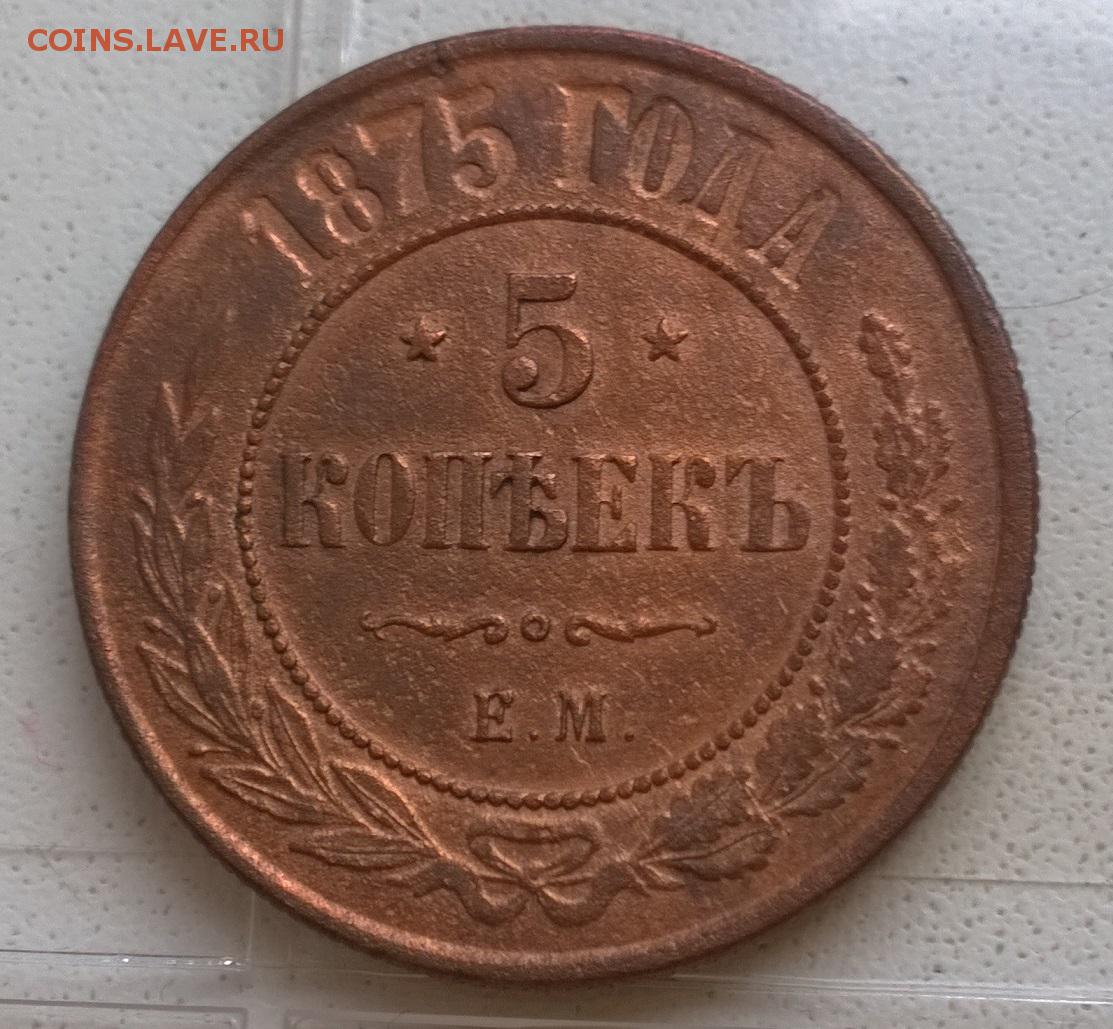 COINS.LAVE.RU
1875 ГОДА
5
КОПѢЕКЪ
Е.М.